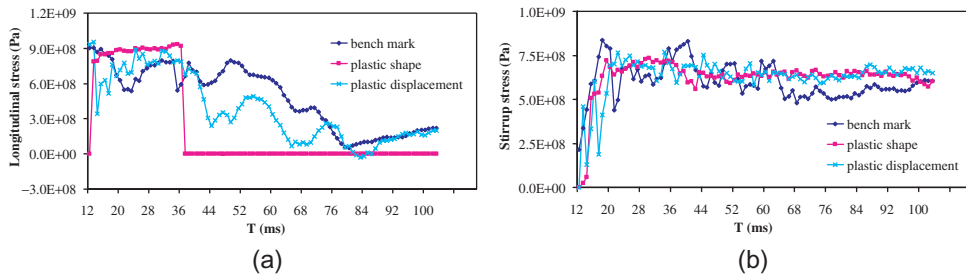 1.2E+09
9.0E+08
6.0E+08
3.0E+08
0.0E+00
−3.0E+08
Longitudinal stress (Pa)
bench mark
plastic shape
plastic displacement
12 20 28 36 44 52 60 68 76 84 92 100
T (ms)
(a)
1.0E+09
7.5E+08
5.0E+08
2.5E+08
0.0E+00
Stirrup stress (Pa)
bench mark
plastic shape
plastic displacement
12 20 28 36 44 52 60 68 76 84 92 100
T (ms)
(b)